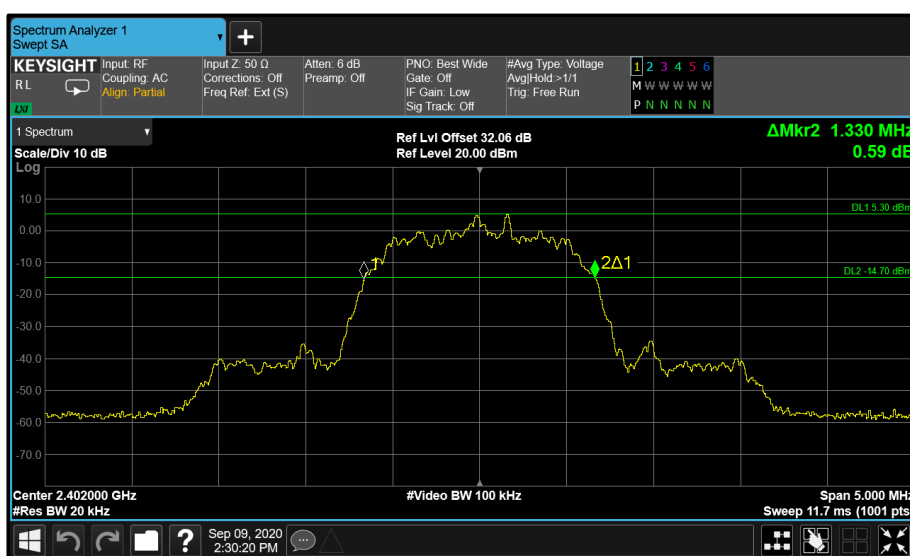 Spectrum Analyzer 1
Swept SA
+
KEYSIGHT
R L
LXI
Input: RF
Coupling: AC
Align: Partial
Input Z: 50 Ω
Corrections: Off
Freq Ref: Ext (S)
Atten: 6 dB
Preamp: Off
PNO: Best Wide
Gate: Off
IF Gain: Low
Sig Track: Off
#Avg Type: Voltage
Avg|Hold:>1/1
Trig: Free Run
1 2 3 4 5 6
M W W W W W
P N N N N N
1 Spectrum
Scale/Div 10 dB
Log
Ref Lvl Offset 32.06 dB
Ref Level 20.00 dBm
ΔMkr2 1.330 MHz
0.59 dB
10.0
DL1 5.30 dBm
0.00
-10.0
1
2Δ1
DL2 -14.70 dBm
-20.0
-30.0
-40.0
-50.0
-60.0
-70.0
Center 2.402000 GHz
#Res BW 20 kHz
#Video BW 100 kHz
Span 5.000 MHz
Sweep 11.7 ms (1001 pts
?
Sep 09, 2020
2:30:20 PM